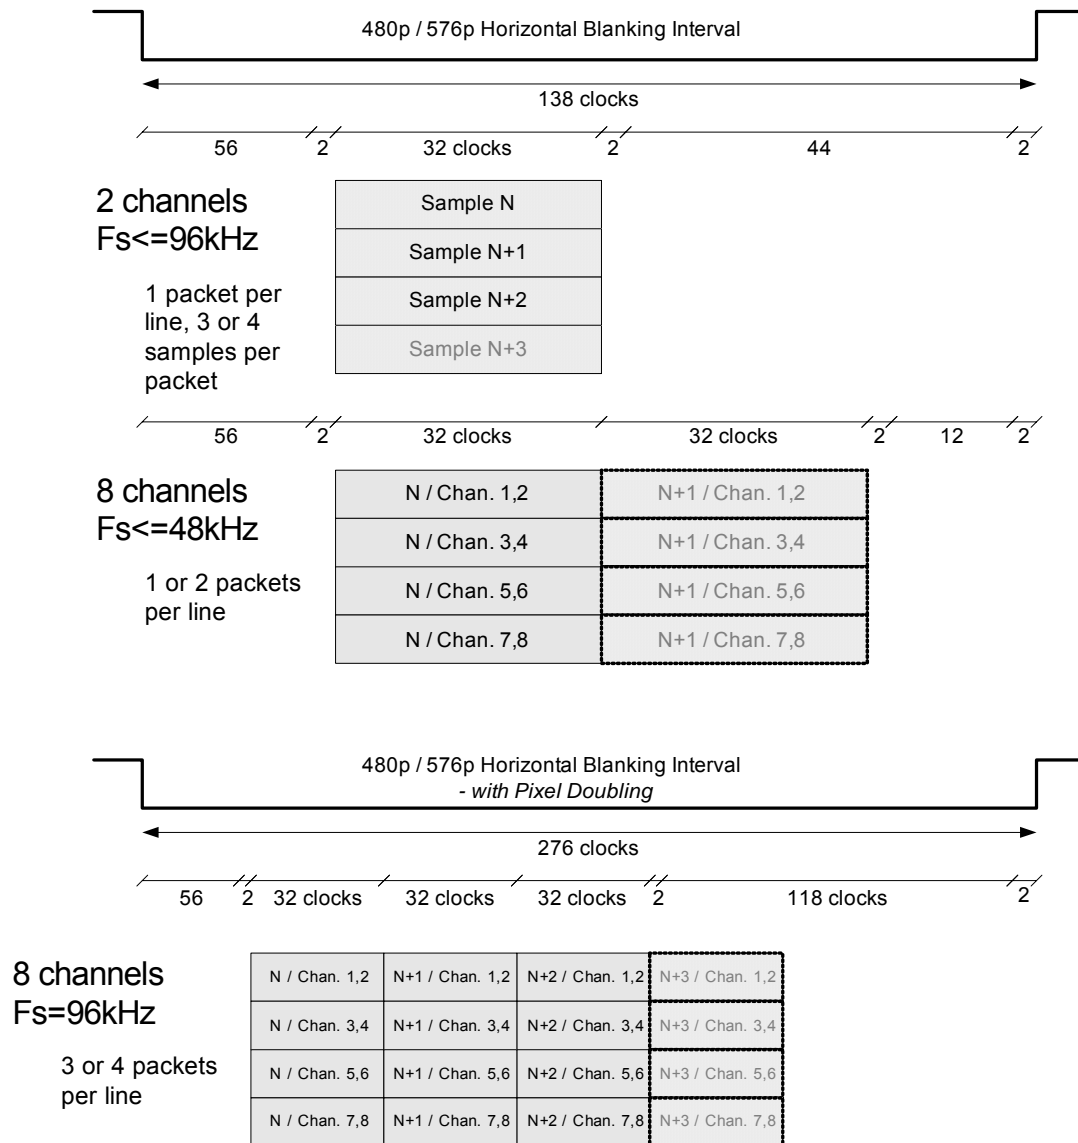 480p / 576p Horizontal Blanking Interval
138 clocks
56 2 32 clocks 2 44 2
2 channels
Fs<=96kHz
1 packet per
line, 3 or 4
samples per
packet
Sample N
Sample N+1
Sample N+2
Sample N+3
56 2 32 clocks 32 clocks 2 12 2
8 channels
Fs<=48kHz
1 or 2 packets
per line
N / Chan. 1,2 N+1 / Chan. 1,2
N / Chan. 3,4 N+1 / Chan. 3,4
N / Chan. 5,6 N+1 / Chan. 5,6
N / Chan. 7,8 N+1 / Chan. 7,8
480p / 576p Horizontal Blanking Interval
- with Pixel Doubling
276 clocks
56 2 32 clocks 32 clocks 32 clocks 2 118 clocks 2
8 channels
Fs=96kHz
3 or 4 packets
per line
N / Chan. 1,2 N+1 / Chan. 1,2 N+2 / Chan. 1,2 N+3 / Chan. 1,2
N / Chan. 3,4 N+1 / Chan. 3,4 N+2 / Chan. 3,4 N+3 / Chan. 3,4
N / Chan. 5,6 N+1 / Chan. 5,6 N+2 / Chan. 5,6 N+3 / Chan. 5,6
N / Chan. 7,8 N+1 / Chan. 7,8 N+2 / Chan. 7,8 N+3 / Chan. 7,8